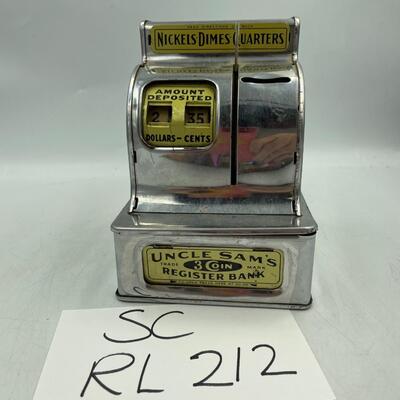 NICKELS DIMES QUARTERS
AMOUNT
DEPOSITED
2 35
DOLLARS–CENTS
UNCLE SAM'S
TRADE 3 COIN MARK
REGISTER BANK
SC
RL 212